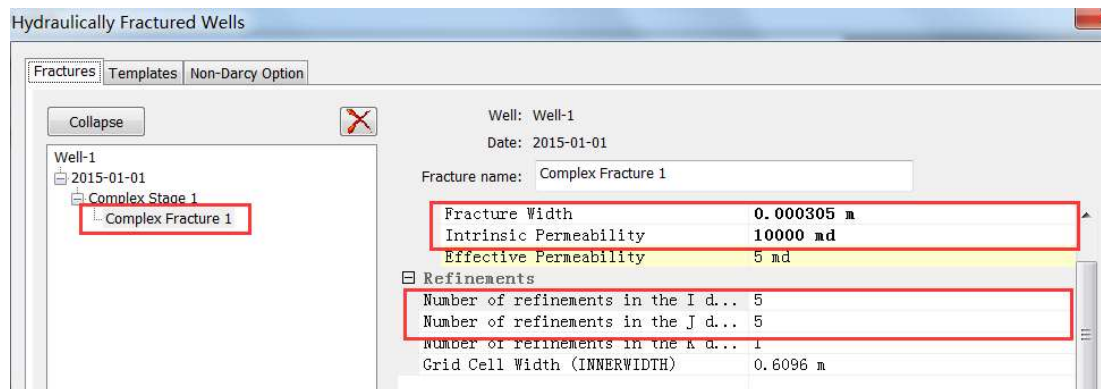 Hydraulically Fractured Wells
Fractures Templates Non-Darcy Option
Collapse
Well-1
2015-01-01
Complex Stage 1
Complex Fracture 1
Well: Well-1
Date: 2015-01-01
Fracture name: Complex Fracture 1
Fracture Width 0.000305 m
Intrinsic Permeability 10000 md
Effective Permeability 5 md
Refinements
Number of refinements in the I d... 5
Number of refinements in the J d... 5
Number of refinements in the K d... 1
Grid Cell Width (INNERWIDTH) 0.6096 m